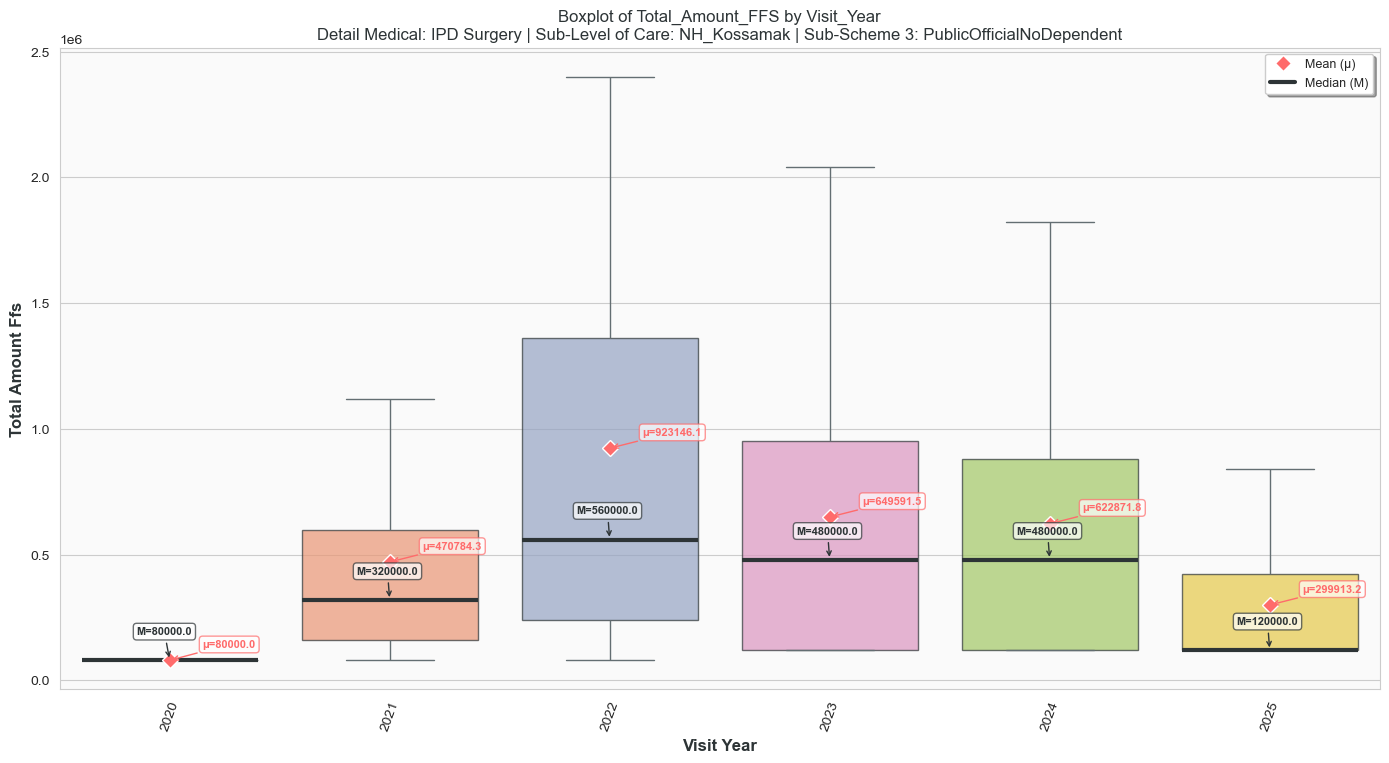 Boxplot of Total_Amount_FFS by Visit_Year
Detail Medical: IPD Surgery | Sub-Level of Care: NH_Kossamak | Sub-Scheme 3: PublicOfficialNoDependent
1e6
2.5
2.0
1.5
1.0
0.5
0.0
Total Amount Ffs
Mean (μ)
Median (M)
M=80000.0
μ=80000.0
μ=470784.3
M=320000.0
μ=923146.1
M=560000.0
μ=649591.5
M=480000.0
μ=622871.8
M=480000.0
μ=299913.2
M=120000.0
2020
2021
2022
2023
2024
2025
Visit Year